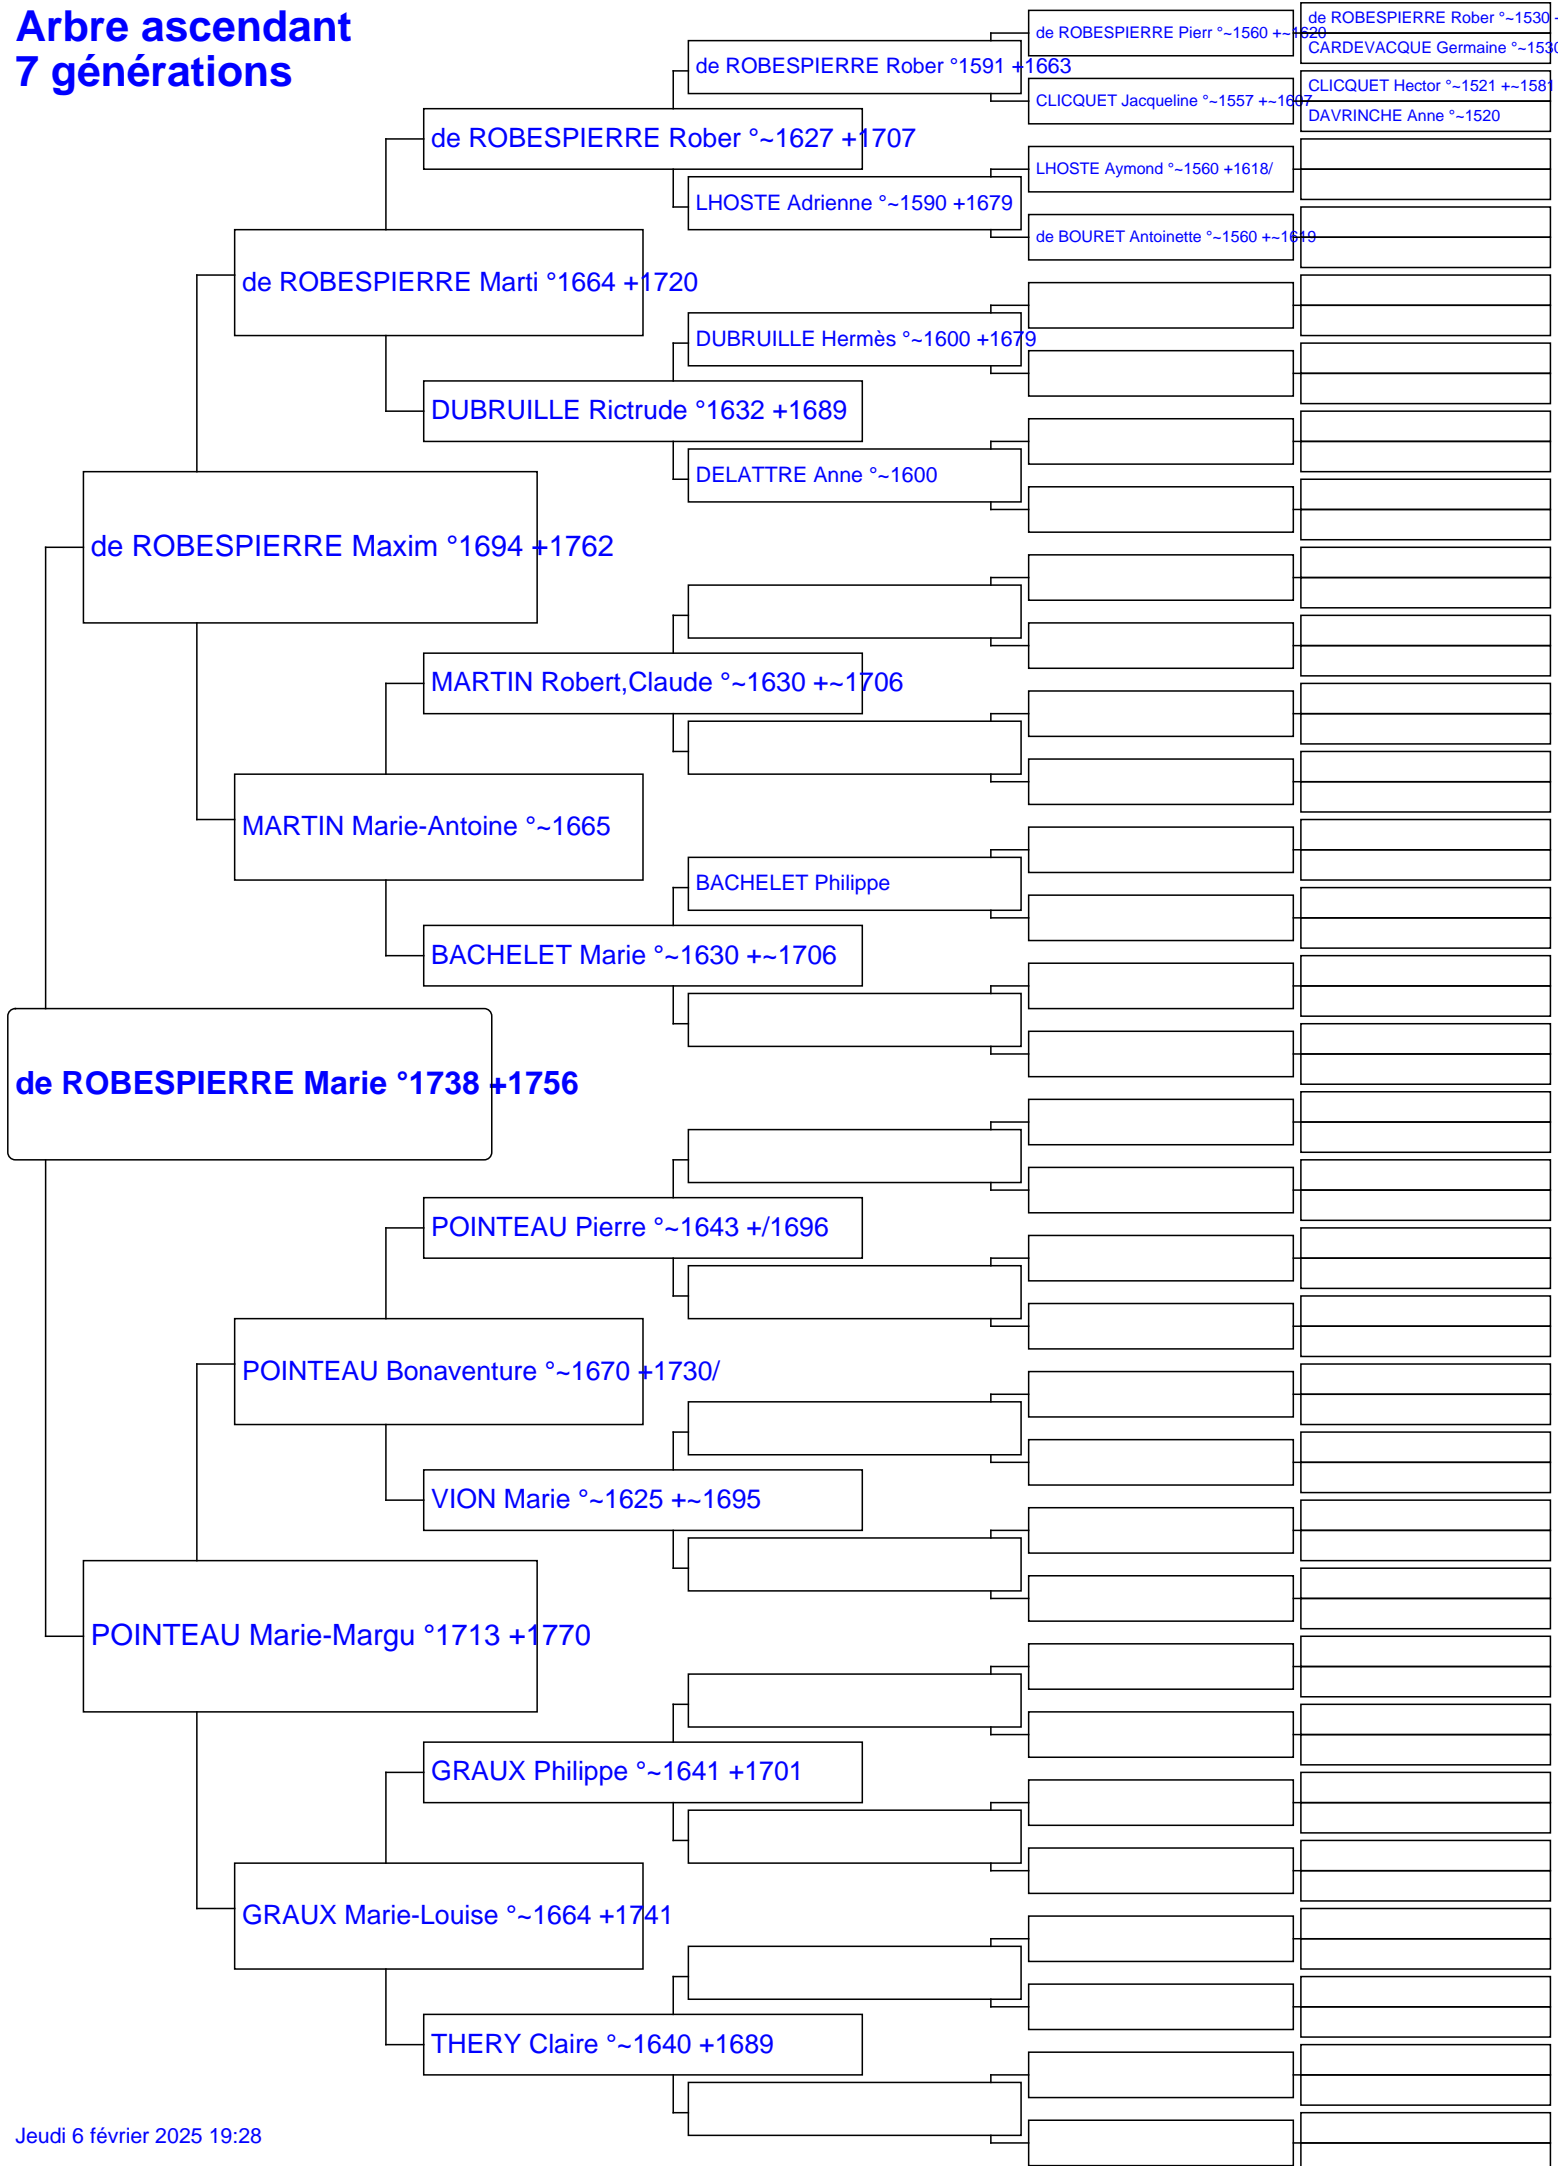 Arbre ascendant
7 générations
de ROBESPIERRE Rober °~1530 +
de ROBESPIERRE Pierr °~1560 +~1620
CARDEVACQUE Germaine °~1530
de ROBESPIERRE Rober °1591 +1663
CLICQUET Hector °~1521 +~1581
CLICQUET Jacqueline °~1557 +~1607
DAVRINCHE Anne °~1520
de ROBESPIERRE Rober °~1627 +1707
LHOSTE Aymond °~1560 +1618/
LHOSTE Adrienne °~1590 +1679
de BOURET Antoinette °~1560 +~1619
de ROBESPIERRE Marti °1664 +1720
DUBRUILLE Hermès °~1600 +1679
DUBRUILLE Rictrude °1632 +1689
DELATTRE Anne °~1600
de ROBESPIERRE Maxim °1694 +1762
MARTIN Robert,Claude °~1630 +~1706
MARTIN Marie-Antoine °~1665
BACHELET Philippe
BACHELET Marie °~1630 +~1706
de ROBESPIERRE Marie °1738 +1756
POINTEAU Pierre °~1643 +/1696
POINTEAU Bonaventure °~1670 +1730/
VION Marie °~1625 +~1695
POINTEAU Marie-Margu °1713 +1770
GRAUX Philippe °~1641 +1701
GRAUX Marie-Louise °~1664 +1741
THERY Claire °~1640 +1689
Jeudi 6 février 2025 19:28